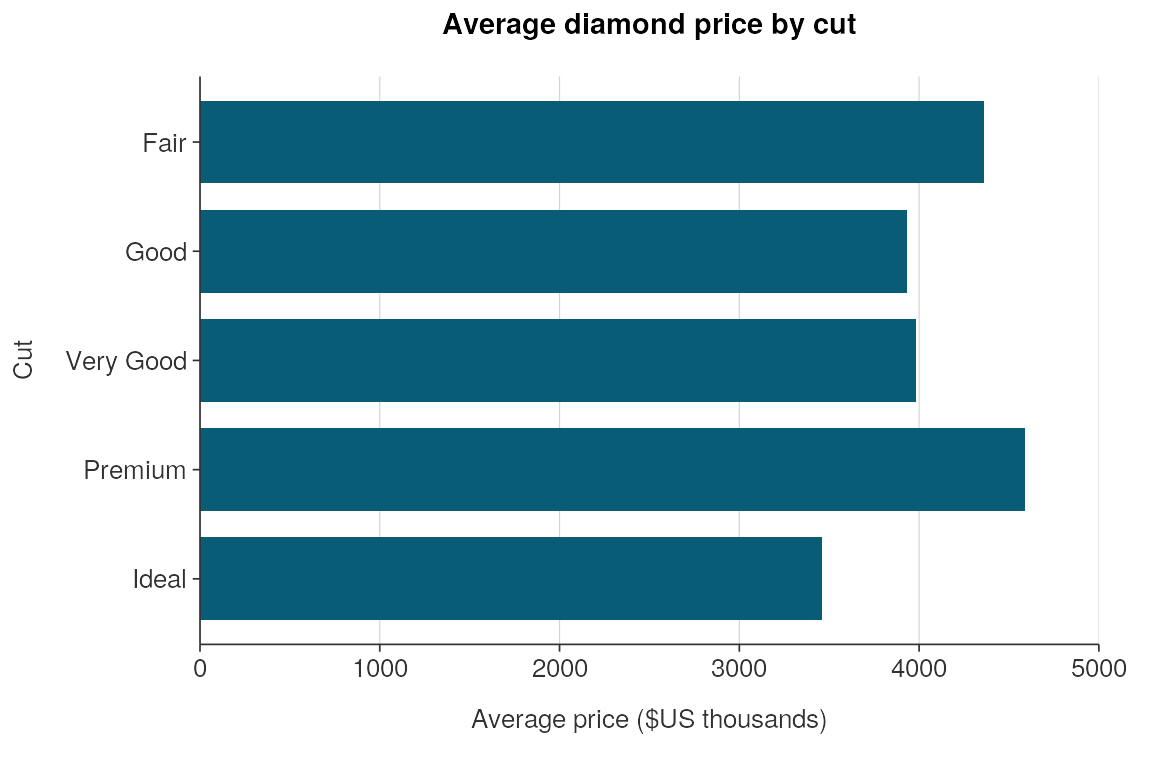 Average diamond price by cut
Fair
Good
Very Good
Premium
Ideal
Cut
0 1000 2000 3000 4000 5000
Average price ($US thousands)